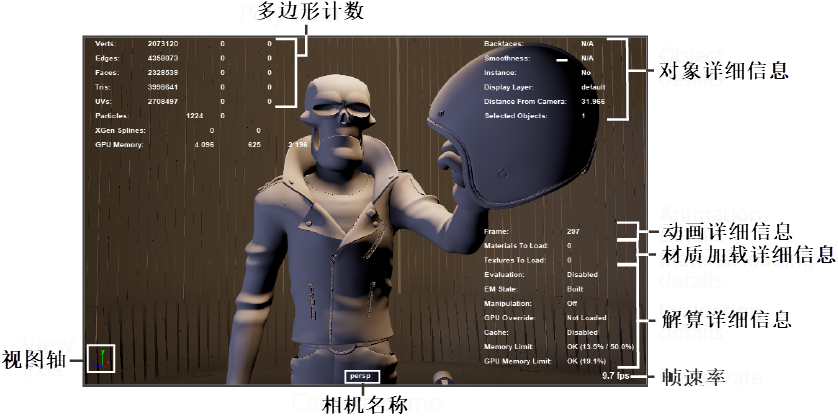 多边形计数
Verts: 2073120 0 0
Edges: 4358073 0 0
Faces: 2328539 0 0
Tris: 3998641 0 0
UVs: 2708497 0 0
Particles: 1224 0
XGen Splines: 0 0
GPU Memory: 4 096 625 2 196
Backfaces: N/A
Smoothness: N/A
Instance: No
Display Layer: default
Distance From Camera: 31.966
Selected Objects: 1
对象详细信息
Frame: 297
动画详细信息
Materials To Load: 0
Textures To Load: 0
材质加载详细信息
Evaluation: Disabled
EM State: Built
Manipulation: Off
GPU Override: Not Loaded
Cache: Disabled
Memory Limit: OK (13.5% / 50.0%)
GPU Memory Limit: OK (19.1%)
解算详细信息
视图轴
persp
9.7 fps
帧速率
相机名称